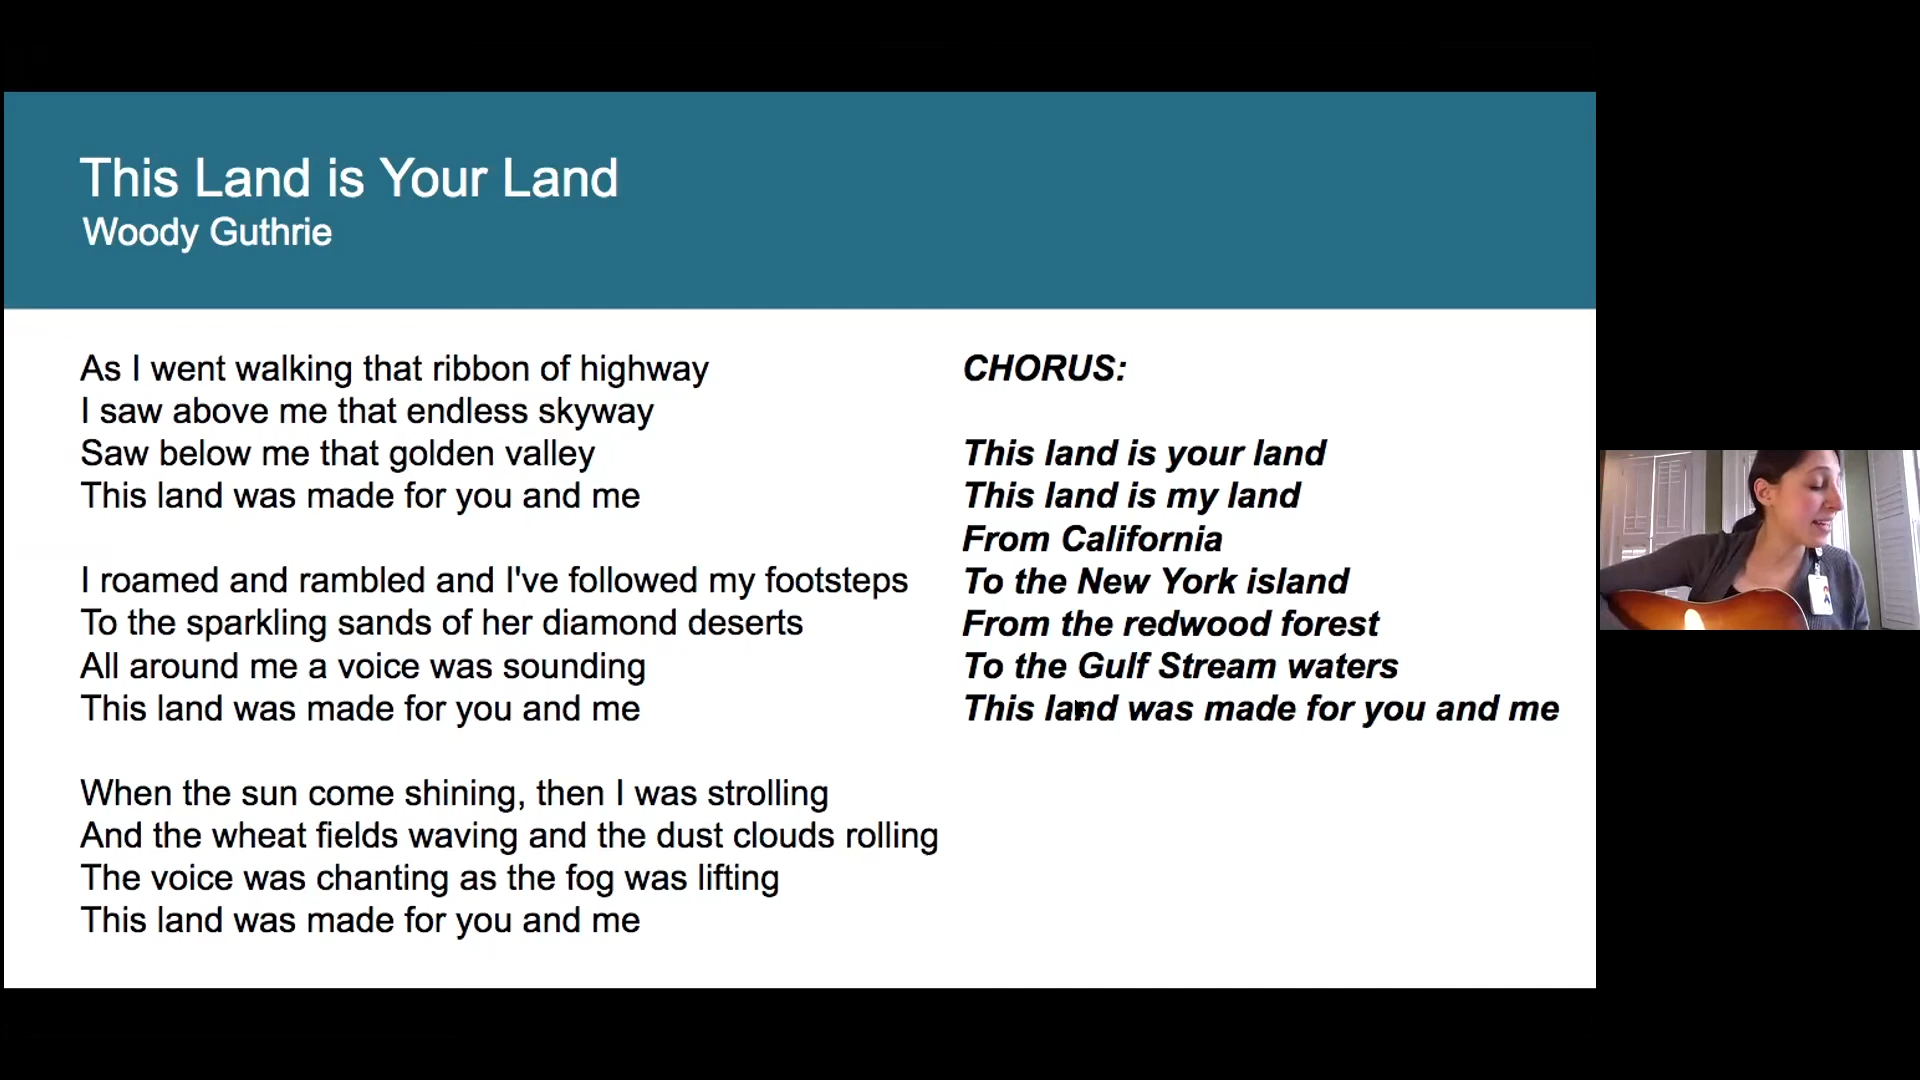 This Land is Your Land
Woody Guthrie
As I went walking that ribbon of highway
I saw above me that endless skyway
Saw below me that golden valley
This land was made for you and me
I roamed and rambled and I've followed my footsteps
To the sparkling sands of her diamond deserts
All around me a voice was sounding
This land was made for you and me
When the sun come shining, then I was strolling
And the wheat fields waving and the dust clouds rolling
The voice was chanting as the fog was lifting
This land was made for you and me
CHORUS:
This land is your land
This land is my land
From California
To the New York island
From the redwood forest
To the Gulf Stream waters
This land was made for you and me